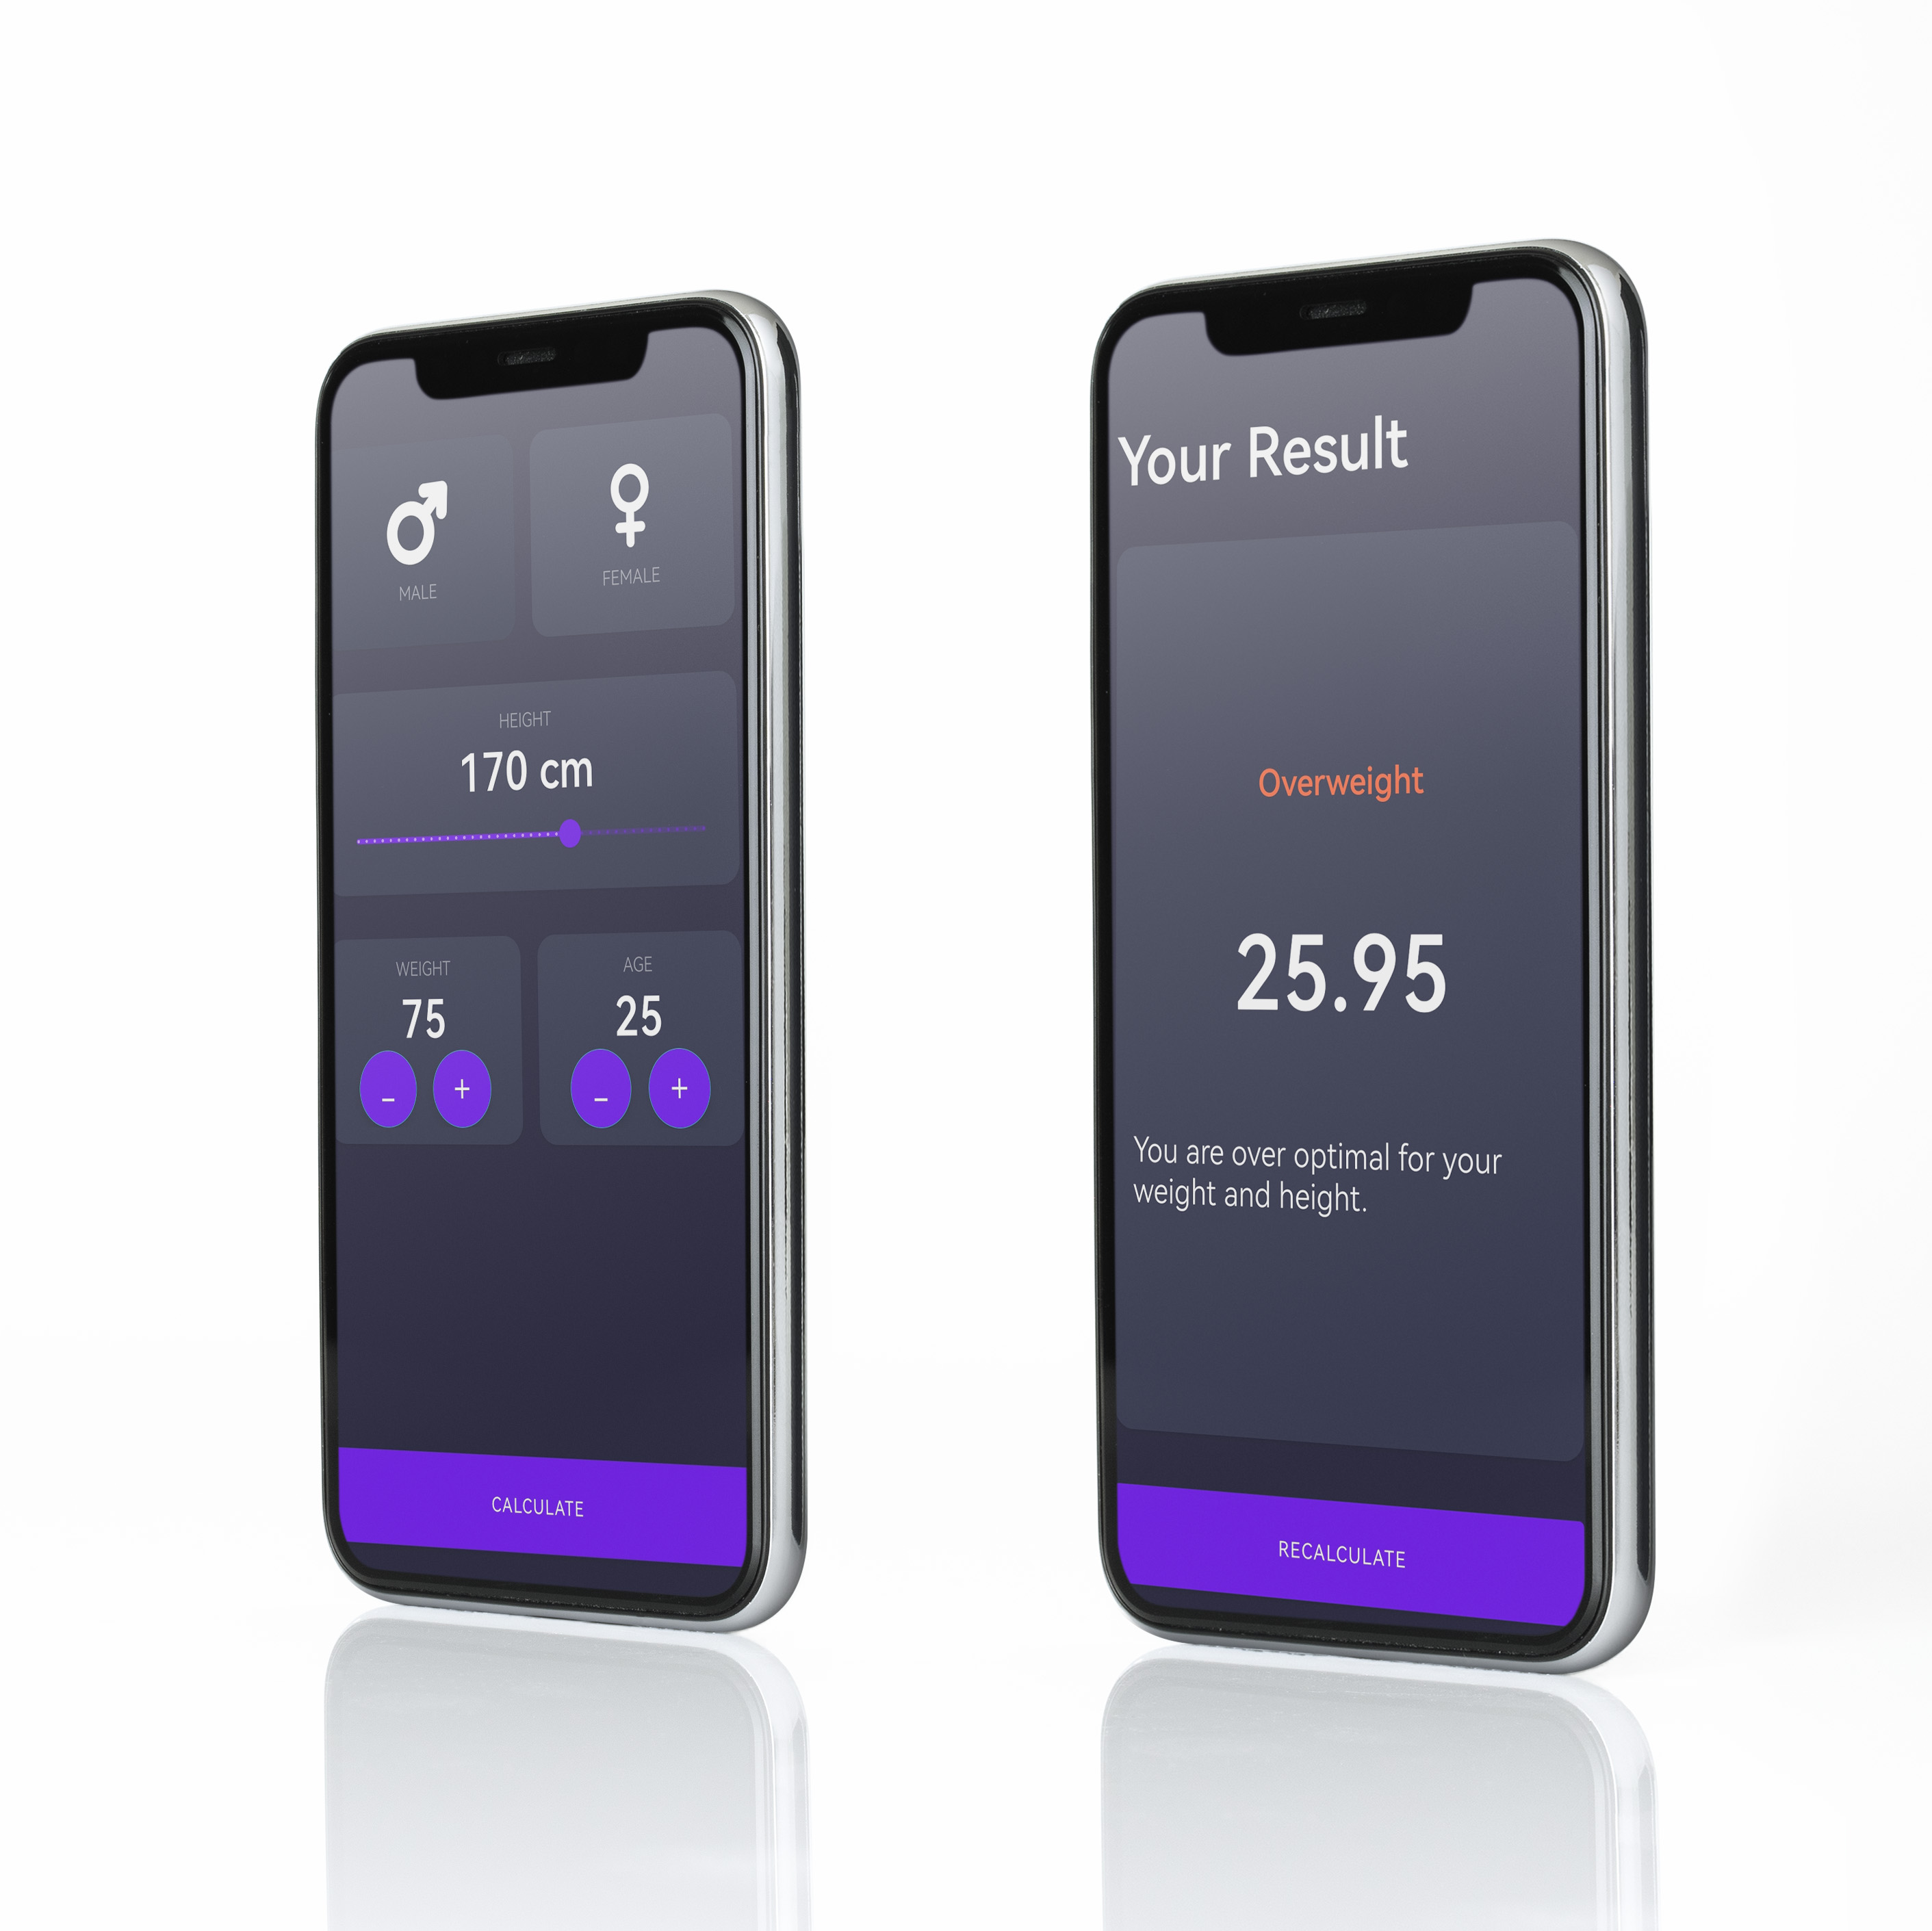 MALE
FEMALE
HEIGHT
170 cm
WEIGHT
75
-
+
AGE
25
-
+
CALCULATE
Your Result
Overweight
25.95
You are over optimal for your
weight and height.
RECALCULATE